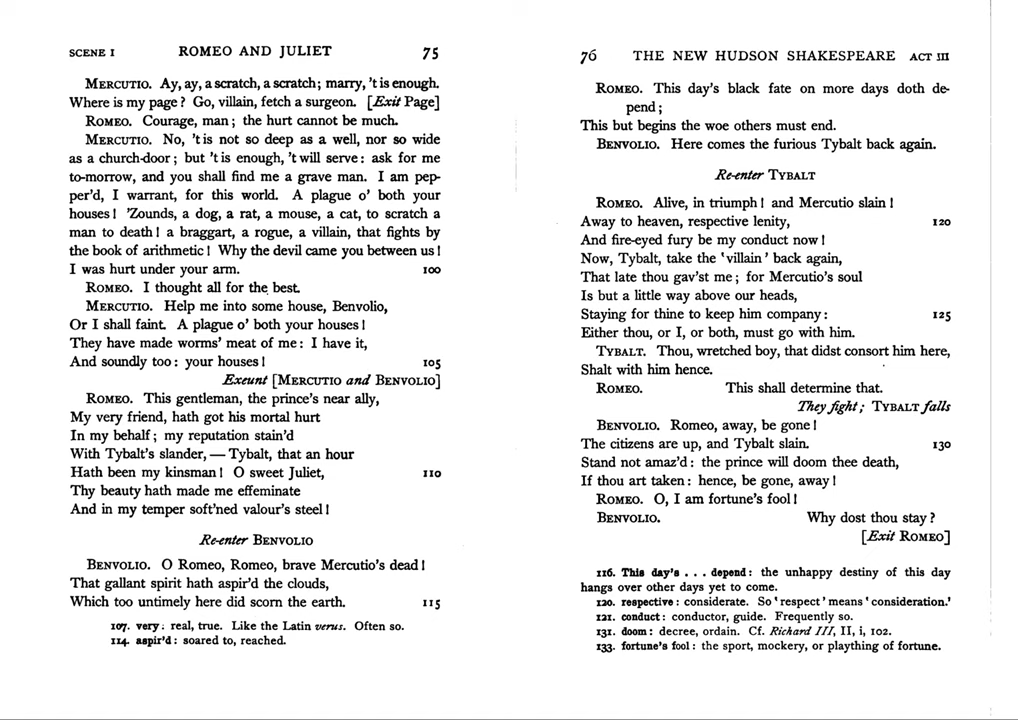 SCENE I ROMEO AND JULIET 75
MERCUTIO. Ay, ay, a scratch, a scratch; marry, 't is enough.
Where is my page? Go, villain, fetch a surgeon. [Exit Page]
ROMEO. Courage, man; the hurt cannot be much.
MERCUTIO. No, 't is not so deep as a well, nor so wide
as a church-door; but 't is enough, 't will serve: ask for me
to-morrow, and you shall find me a grave man. I am pep-
per'd, I warrant, for this world. A plague o' both your
houses! 'Zounds, a dog, a rat, a mouse, a cat, to scratch a
man to death! a braggart, a rogue, a villain, that fights by
the book of arithmetic! Why the devil came you between us!
I was hurt under your arm. 100
ROMEO. I thought all for the best.
MERCUTIO. Help me into some house, Benvolio,
Or I shall faint. A plague o' both your houses!
They have made worms' meat of me: I have it,
And soundly too: your houses! 105
Exeunt [MERCUTIO and BENVOLIO]
ROMEO. This gentleman, the prince's near ally,
My very friend, hath got his mortal hurt
In my behalf; my reputation stain'd
With Tybalt's slander, — Tybalt, that an hour
Hath been my kinsman! O sweet Juliet, 110
Thy beauty hath made me effeminate
And in my temper soft'ned valour's steel!
Re-enter BENVOLIO
BENVOLIO. O Romeo, Romeo, brave Mercutio's dead!
That gallant spirit hath aspir'd the clouds,
Which too untimely here did scorn the earth. 115
107. very: real, true. Like the Latin verus. Often so.
114. aspir'd: soared to, reached.
76 THE NEW HUDSON SHAKESPEARE ACT III
ROMEO. This day's black fate on more days doth de-
pend;
This but begins the woe others must end.
BENVOLIO. Here comes the furious Tybalt back again.
Re-enter TYBALT
ROMEO. Alive, in triumph! and Mercutio slain!
Away to heaven, respective lenity, 120
And fire-eyed fury be my conduct now!
Now, Tybalt, take the 'villain' back again,
That late thou gav'st me; for Mercutio's soul
Is but a little way above our heads,
Staying for thine to keep him company: 125
Either thou, or I, or both, must go with him.
TYBALT. Thou, wretched boy, that didst consort him here,
Shalt with him hence.
ROMEO. This shall determine that.
They fight; TYBALT falls
BENVOLIO. Romeo, away, be gone!
The citizens are up, and Tybalt slain. 130
Stand not amaz'd: the prince will doom thee death,
If thou art taken: hence, be gone, away!
ROMEO. O, I am fortune's fool!
BENVOLIO. Why dost thou stay?
[Exit ROMEO]
116. This day's . . . depend: the unhappy destiny of this day
hangs over other days yet to come.
120. respective: considerate. So 'respect' means 'consideration.'
121. conduct: conductor, guide. Frequently so.
131. doom: decree, ordain. Cf. Richard III, II, i, 102.
133. fortune's fool: the sport, mockery, or plaything of fortune.